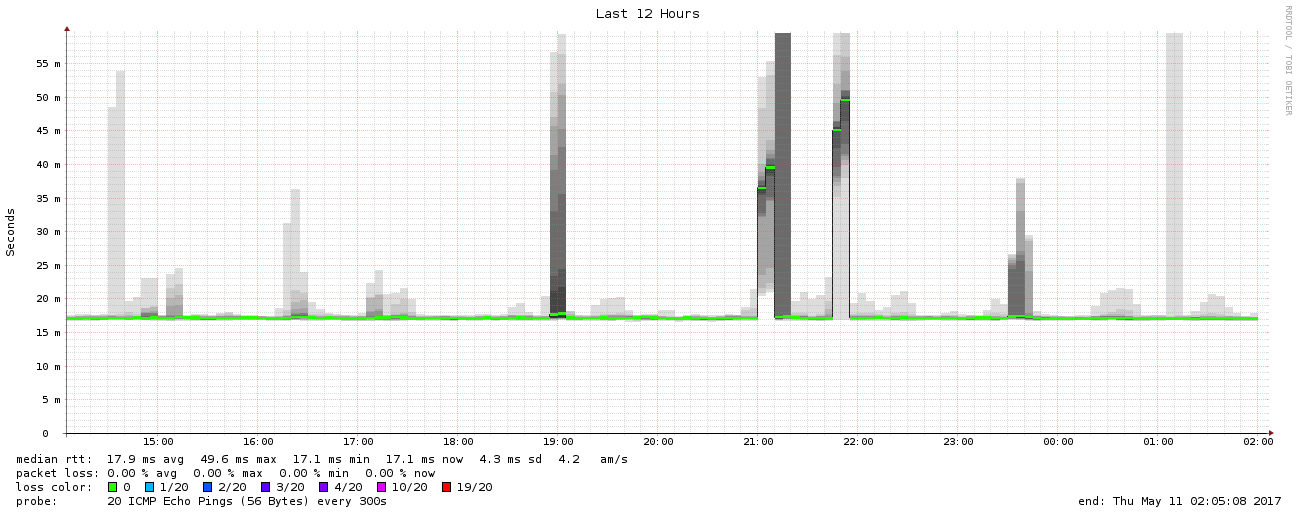 Last 12 Hours
RRDTOOL / TOBI OETIKER
Seconds
55 m
50 m
45 m
40 m
35 m
30 m
25 m
20 m
15 m
10 m
5 m
0
15:00 16:00 17:00 18:00 19:00 20:00 21:00 22:00 23:00 00:00 01:00 02:00
median rtt: 17.9 ms avg 49.6 ms max 17.1 ms min 17.1 ms now 4.3 ms sd 4.2 am/s
packet loss: 0.00 % avg 0.00 % max 0.00 % min 0.00 % now
loss color: 0 1/20 2/20 3/20 4/20 10/20 19/20
probe: 20 ICMP Echo Pings (56 Bytes) every 300s end: Thu May 11 02:05:08 2017